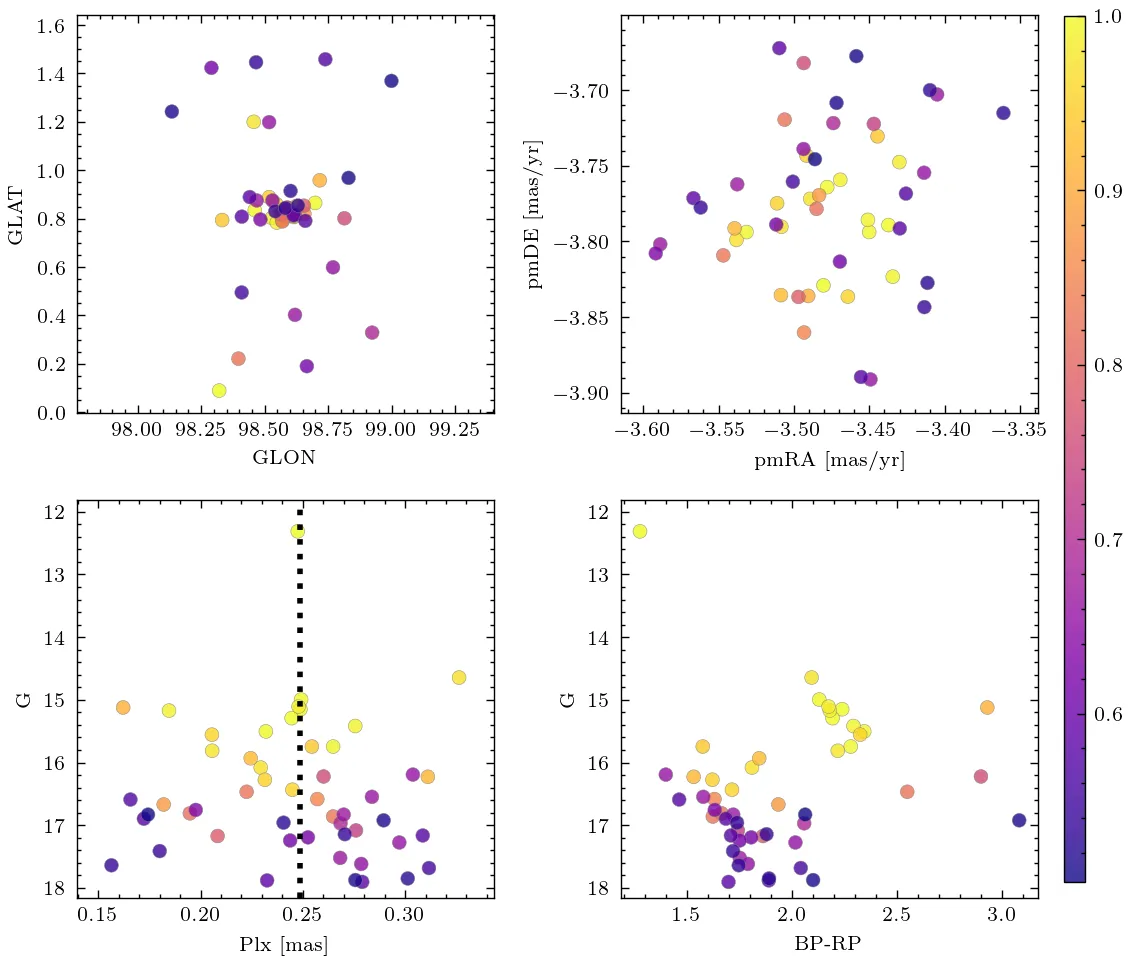 1.6
1.4
1.2
1.0
0.8
0.6
0.4
0.2
0.0
GLAT
98.00 98.25 98.50 98.75 99.00 99.25
GLON
−3.70
−3.75
−3.80
−3.85
−3.90
pmDE [mas/yr]
−3.60 −3.55 −3.50 −3.45 −3.40 −3.35
pmRA [mas/yr]
1.0
0.9
0.8
0.7
0.6
12
13
14
15
16
17
18
G
0.15 0.20 0.25 0.30
Plx [mas]
12
13
14
15
16
17
18
G
1.5 2.0 2.5 3.0
BP-RP